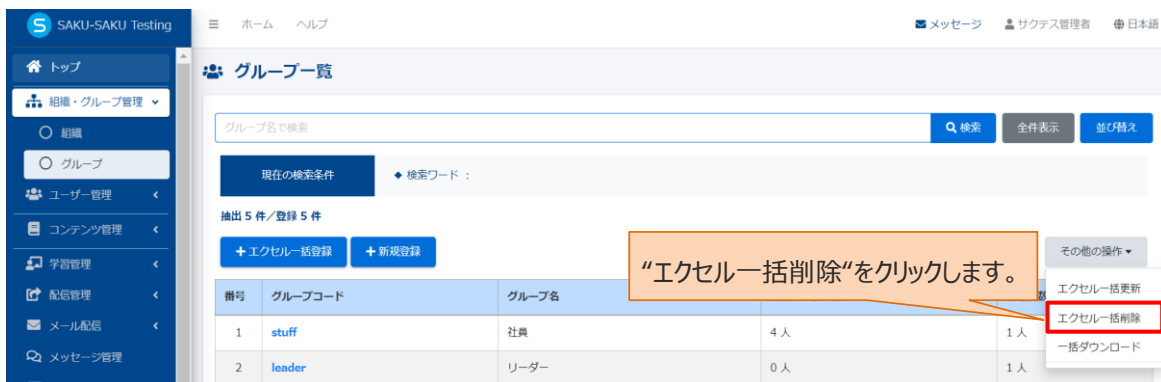 SAKU-SAKU Testing
ホーム ヘルプ
メッセージ サクテス管理者 日本語
トップ
組織・グループ管理
組織
グループ
ユーザー管理
コンテンツ管理
学習管理
配信管理
メール配信
メッセージ管理
グループ一覧
グループ名で検索
検索 全件表示 並び替え
現在の検索条件 ◆ 検索ワード :
抽出 5 件／登録 5 件
+エクセル一括登録 +新規登録
その他の操作
“エクセル一括削除“をクリックします。
エクセル一括更新
エクセル一括削除
一括ダウンロード
番号 グループコード グループ名 数
1 stuff 社員 4 人 1 人
2 leader リーダー 0 人 1 人